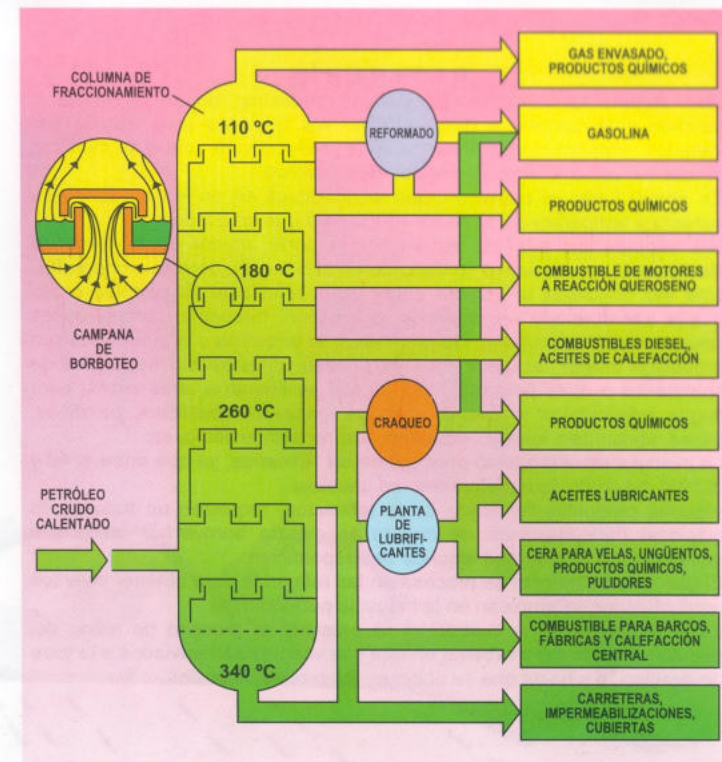 COLUMNA DE
FRACCIONAMIENTO
110 ºC
REFORMADO
GAS ENVASADO,
PRODUCTOS QUÍMICOS
GASOLINA
PRODUCTOS QUÍMICOS
180 ºC
CAMPANA
DE
BORBOTEO
COMBUSTIBLE DE MOTORES
A REACCIÓN QUEROSENO
COMBUSTIBLES DIESEL,
ACEITES DE CALEFACCIÓN
260 ºC
CRAQUEO
PRODUCTOS QUÍMICOS
PETRÓLEO
CRUDO
CALENTADO
PLANTA
DE
LUBRIFI-
CANTES
ACEITES LUBRICANTES
CERA PARA VELAS, UNGÜENTOS,
PRODUCTOS QUÍMICOS,
PULIDORES
COMBUSTIBLE PARA BARCOS,
FÁBRICAS Y CALEFACCIÓN
CENTRAL
340 ºC
CARRETERAS,
IMPERMEABILIZACIONES,
CUBIERTAS